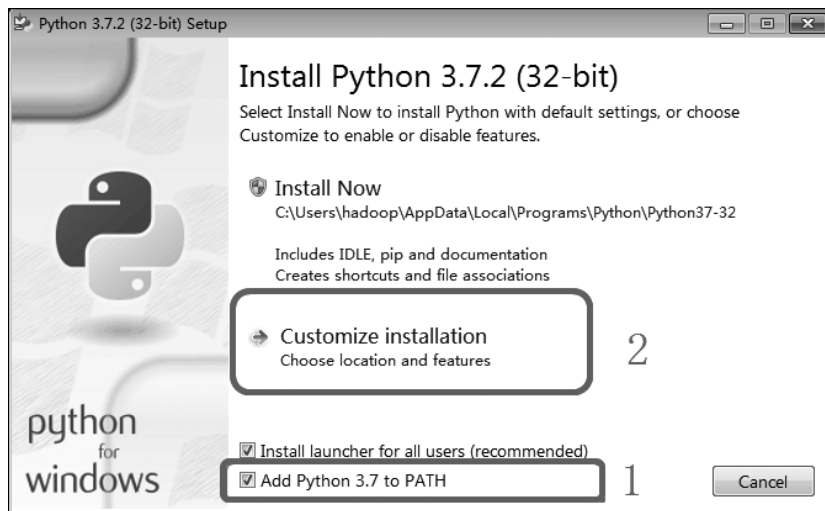 Python 3.7.2 (32-bit) Setup
Install Python 3.7.2 (32-bit)
Select Install Now to install Python with default settings, or choose
Customize to enable or disable features.
Install Now
C:\Users\hadoop\AppData\Local\Programs\Python\Python37-32
Includes IDLE, pip and documentation
Creates shortcuts and file associations
Customize installation
Choose location and features
2
python
for
windows
Install launcher for all users (recommended)
Add Python 3.7 to PATH
1
Cancel